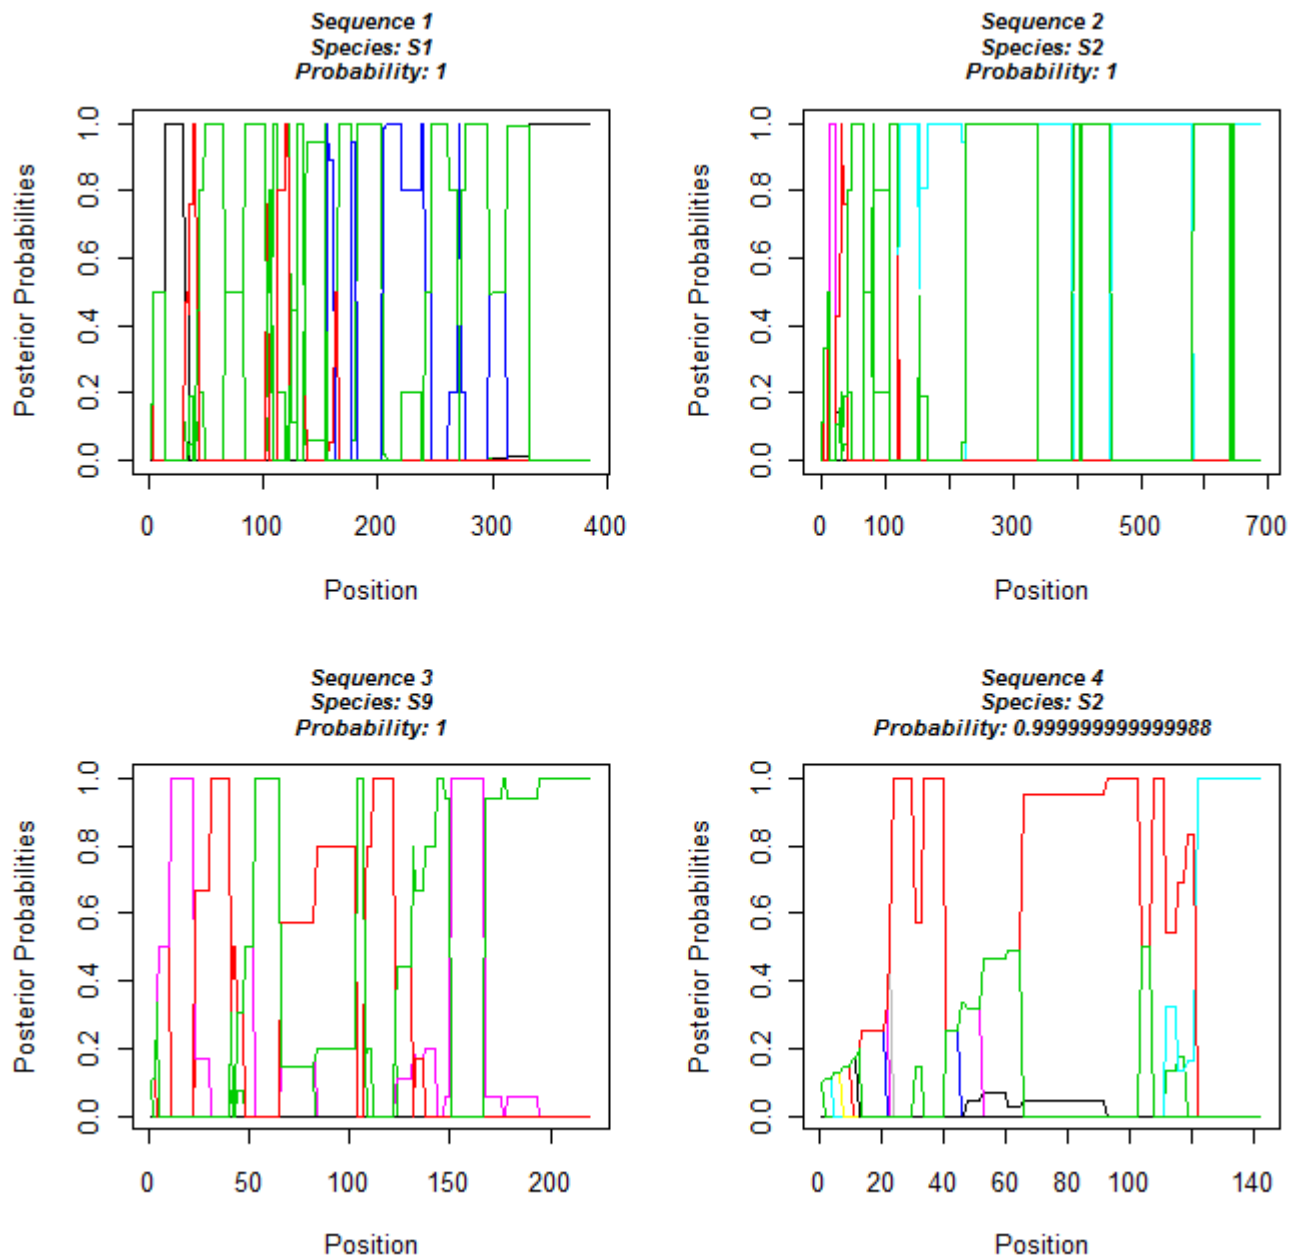 Sequence 1
Species: S1
Probability: 1
Posterior Probabilities
0.0 0.2 0.4 0.6 0.8 1.0
0 100 200 300 400
Position
Sequence 2
Species: S2
Probability: 1
Posterior Probabilities
0.0 0.2 0.4 0.6 0.8 1.0
0 100 300 500 700
Position
Sequence 3
Species: S9
Probability: 1
Posterior Probabilities
0.0 0.2 0.4 0.6 0.8 1.0
0 50 100 150 200
Position
Sequence 4
Species: S2
Probability: 0.999999999999988
Posterior Probabilities
0.0 0.2 0.4 0.6 0.8 1.0
0 20 40 60 80 100 140
Position